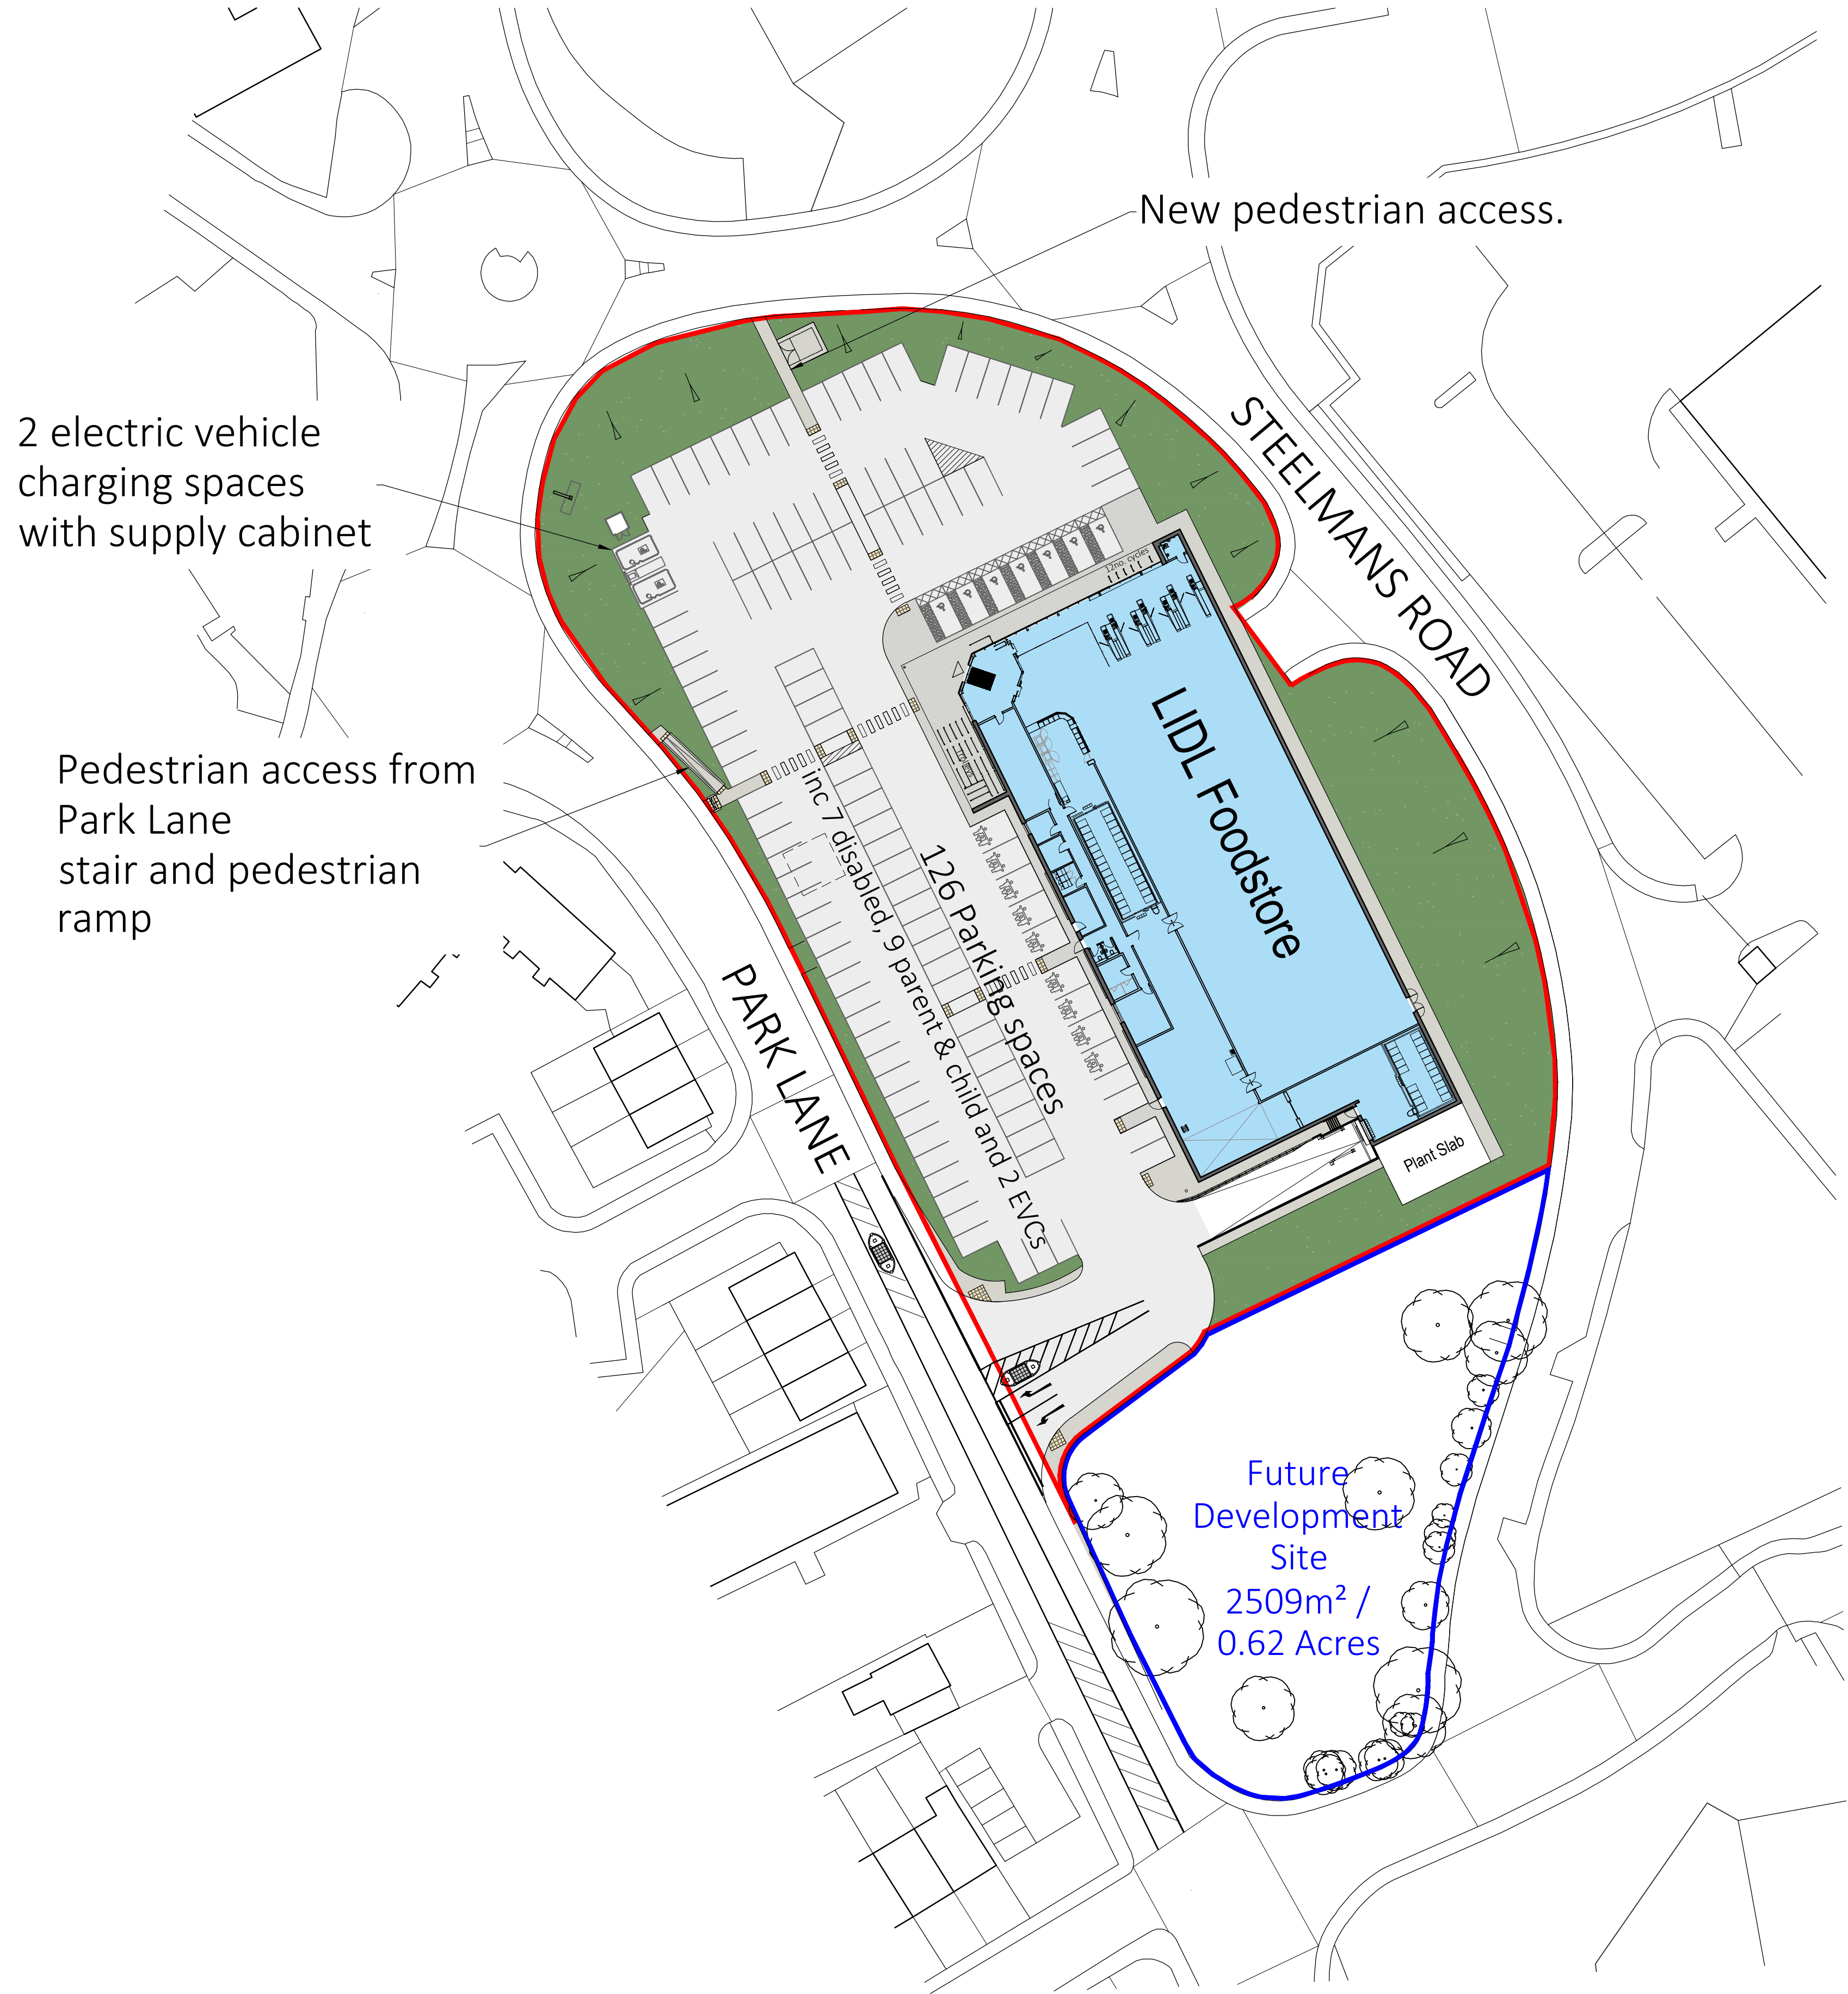 New pedestrian access.
2 electric vehicle
charging spaces
with supply cabinet
STEELMANS ROAD
12no. cycles
Pedestrian access from
Park Lane
stair and pedestrian
ramp
LIDL Foodstore
126 Parking spaces
inc 7 disabled, 9 parent & child and 2 EVCs
PARK LANE
Plant Slab
Future
Development
Site
2509m² /
0.62 Acres